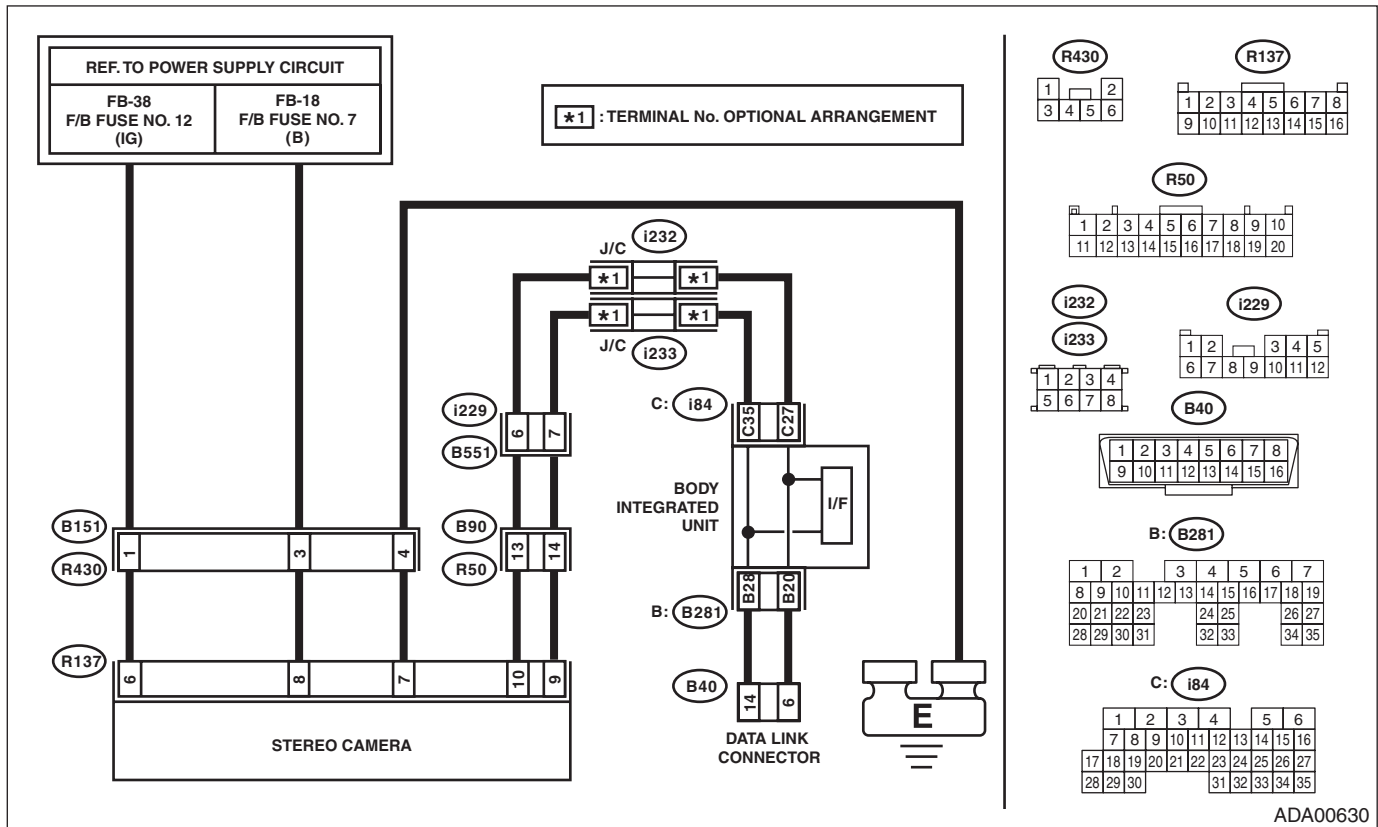 REF. TO POWER SUPPLY CIRCUIT
FB-38
F/B FUSE NO. 12
(IG)
FB-18
F/B FUSE NO. 7
(B)
*1 : TERMINAL No. OPTIONAL ARRANGEMENT
J/C i232
*1 *1
*1 *1
J/C i233
i229
6 7
B551
C: i84
C35 C27
BODY
INTEGRATED
UNIT
I/F
B151
1 3 4
R430
B90
13 14
R50
B28 B20
B: B281
R137
6 8 7 10 9
STEREO CAMERA
B40
14 6
DATA LINK
CONNECTOR
E
R430
1 2
3 4 5 6
R137
1 2 3 4 5 6 7 8
9 10 11 12 13 14 15 16
R50
1 2 3 4 5 6 7 8 9 10
11 12 13 14 15 16 17 18 19 20
i232
i233
1 2 3 4
5 6 7 8
i229
1 2 3 4 5
6 7 8 9 10 11 12
B40
1 2 3 4 5 6 7 8
9 10 11 12 13 14 15 16
B: B281
1 2 3 4 5 6 7
8 9 10 11 12 13 14 15 16 17 18 19
20 21 22 23 24 25 26 27
28 29 30 31 32 33 34 35
C: i84
1 2 3 4 5 6
7 8 9 10 11 12 13 14 15 16
17 18 19 20 21 22 23 24 25 26 27
28 29 30 31 32 33 34 35
ADA00630